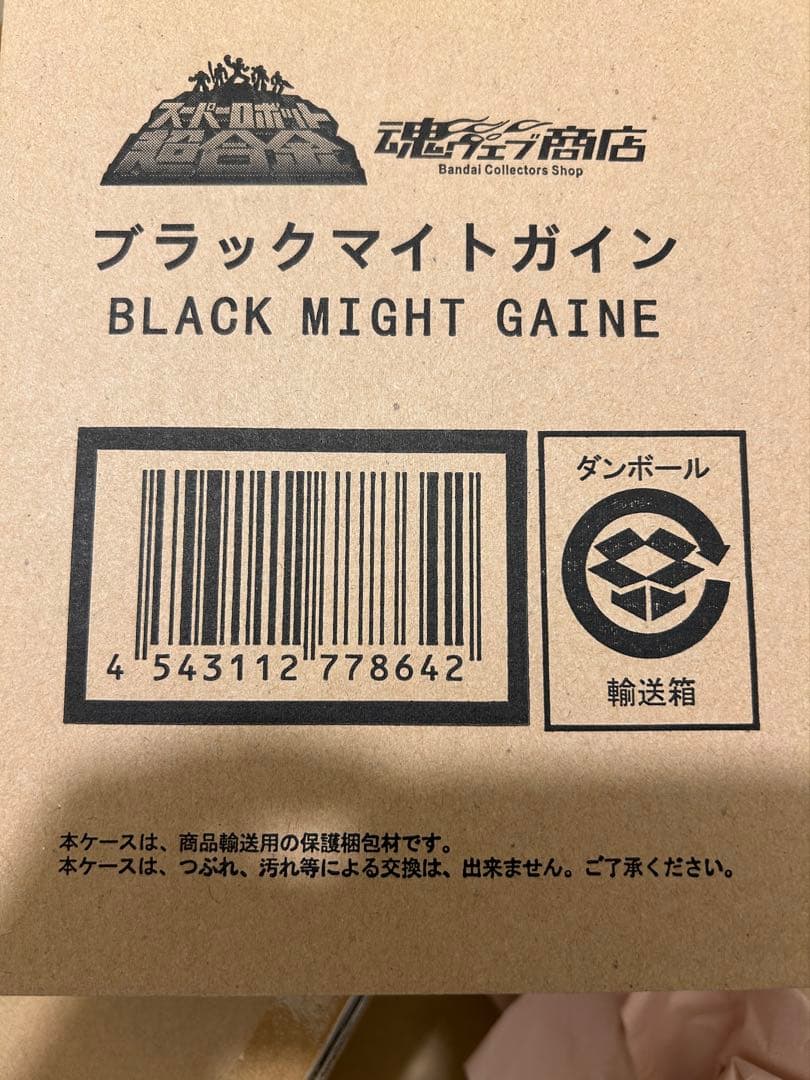 スーパーロボット
超合金
魂ウェブ商店
Bandai Collectors Shop
ブラックマイトガイン
BLACK MIGHT GAINE
4 543112 778642
ダンボール
輸送箱
本ケースは、商品輸送用の保護梱包材です。
本ケースは、つぶれ、汚れ等による交換は、出来ません。ご了承ください。